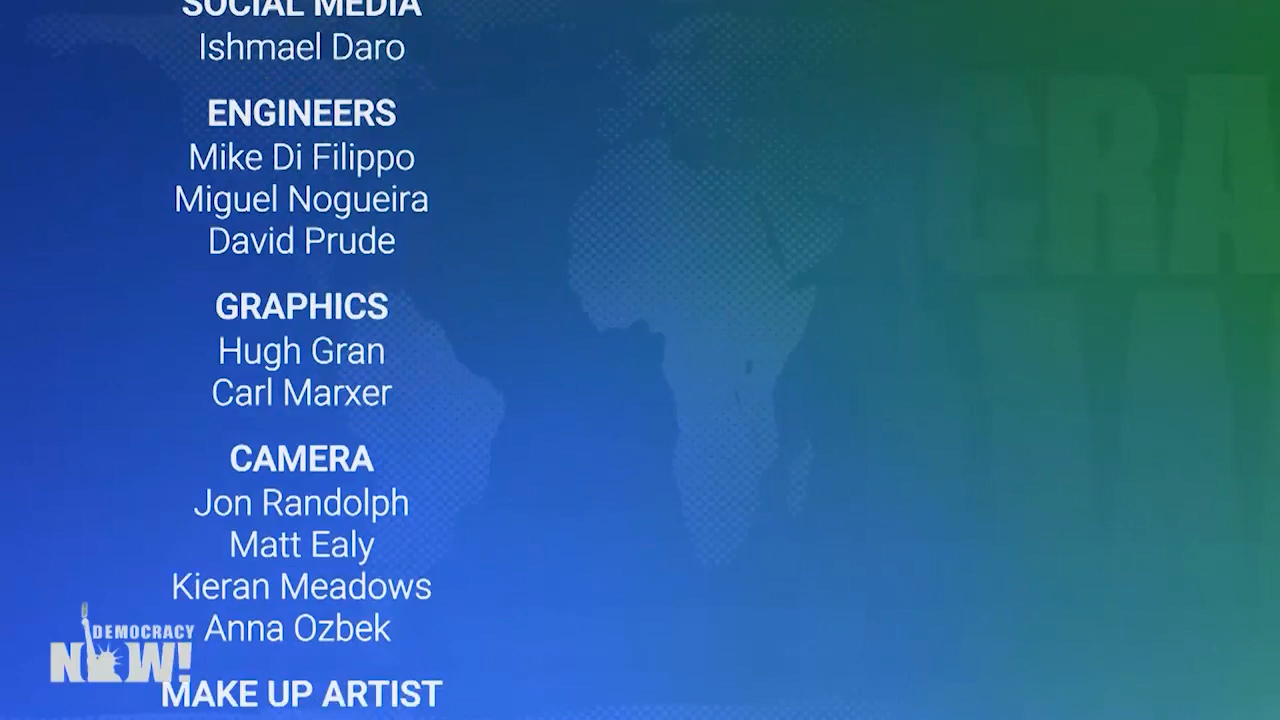 SOCIAL MEDIA
Ishmael Daro
ENGINEERS
Mike Di Filippo
Miguel Nogueira
David Prude
GRAPHICS
Hugh Gran
Carl Marxer
CAMERA
Jon Randolph
Matt Ealy
Kieran Meadows
Anna Ozbek
MAKE UP ARTIST
DEMOCRACY
NOW!